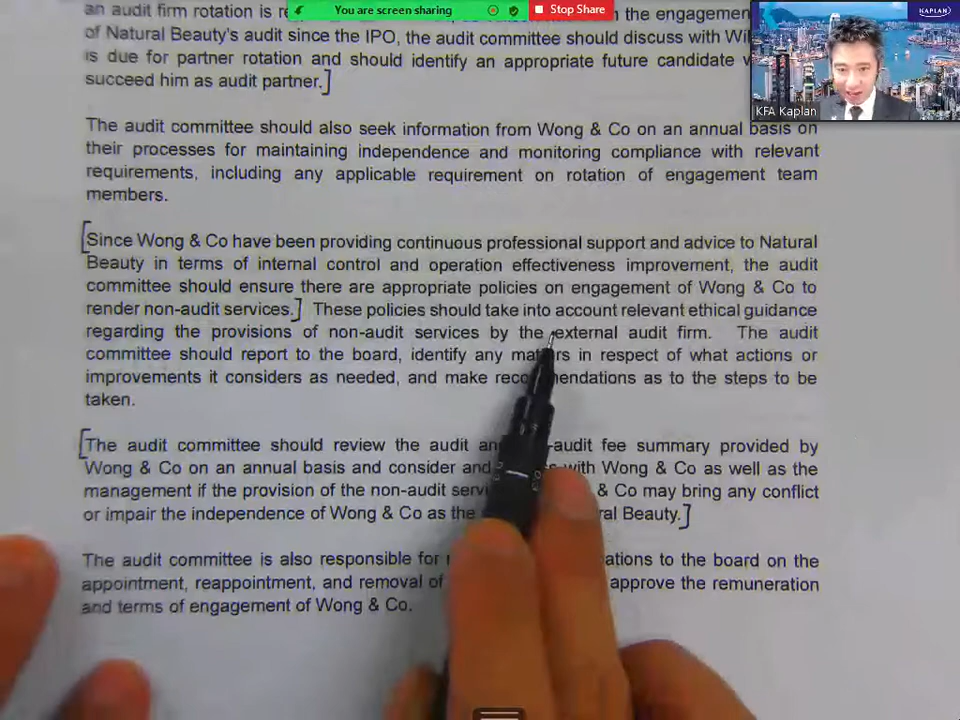 an audit firm rotation is
the engagement
You are screen sharing
Stop Share
KAPLAN
of Natural Beauty's audit since the IPO, the audit committee should discuss with
is due for partner rotation and should identify an appropriate future candidate
succeed him as audit partner.]
KFA Kaplan
The audit committee should also seek information from Wong & Co on an annual basis on
their processes for maintaining independence and monitoring compliance with relevant
requirements, including any applicable requirement on rotation of engagement team
members.
[Since Wong & Co have been providing continuous professional support and advice to Natural
Beauty in terms of internal control and operation effectiveness improvement, the audit
committee should ensure there are appropriate policies on engagement of Wong & Co to
render non-audit services.] These policies should take into account relevant ethical guidance
regarding the provisions of non-audit services by the external audit firm. The audit
committee should report to the board, identify any matters in respect of what actions or
improvements it considers as needed, and make recommendations as to the steps to be
taken.
[The audit committee should review the audit audit fee summary provided by
Wong & Co on an annual basis and consider and with Wong & Co as well as the
management if the provision of the non-audit & Co may bring any conflict
or impair the independence of Wong & Co as the Beauty.]
The audit committee is also responsible for to the board on the
appointment, reappointment, and removal of approve the remuneration
and terms of engagement of Wong & Co.